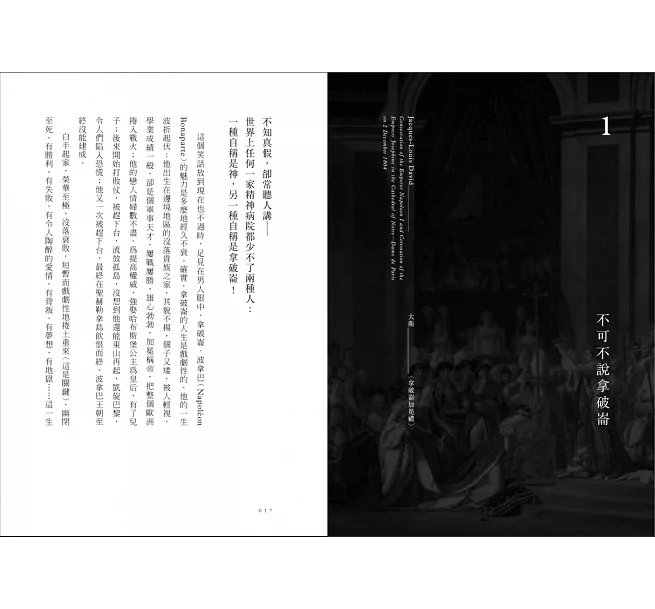 1
不可不說拿破崙
Jacques-Louis David
Consecration of the Emperor Napoleon I and Coronation of the
Empress Josephine in the Cathedral of Notre-Dame de Paris
on 2 December 1804
大衛
〈拿破崙加冕禮〉
不知真假，卻常聽人講——
世界上任何一家精神病院都少不了兩種人：
一種自稱是神，另一種自稱是拿破崙！
這個笑話放到現在也不過時，足見在男人眼中，拿破崙．波拿巴（Napoléon
Bonaparte）的魅力是多麼地經久不衰。確實，拿破崙的人生是戲劇性的，他的一生
波折起伏：他出生在邊境地區的沒落貴族之家，其貌不揚，個子又矮，被人輕視，
學業成績一般，卻是個軍事天才，屢戰屢勝，雄心勃勃，加冕稱帝，把整個歐洲
捲入戰火；他的戀人情婦數不盡，為提高權威，強娶哈布斯堡公主為皇后，有了兒
子；後來開始打敗仗，被趕下台，流放孤島，沒想到他還能東山再起，凱旋巴黎，
令人們陷入恐慌；他又一次被趕下台，最終在聖赫勒拿島飲恨而終，波拿巴王朝至
終沒能建成。
白手起家，榮華至極，沒落衰敗，短暫而戲劇性地捲土重來（這是關鍵），幽閉
至死，有勝利，有失敗，有令人陶醉的愛情，有背叛，有夢想，有地獄……這一生
017